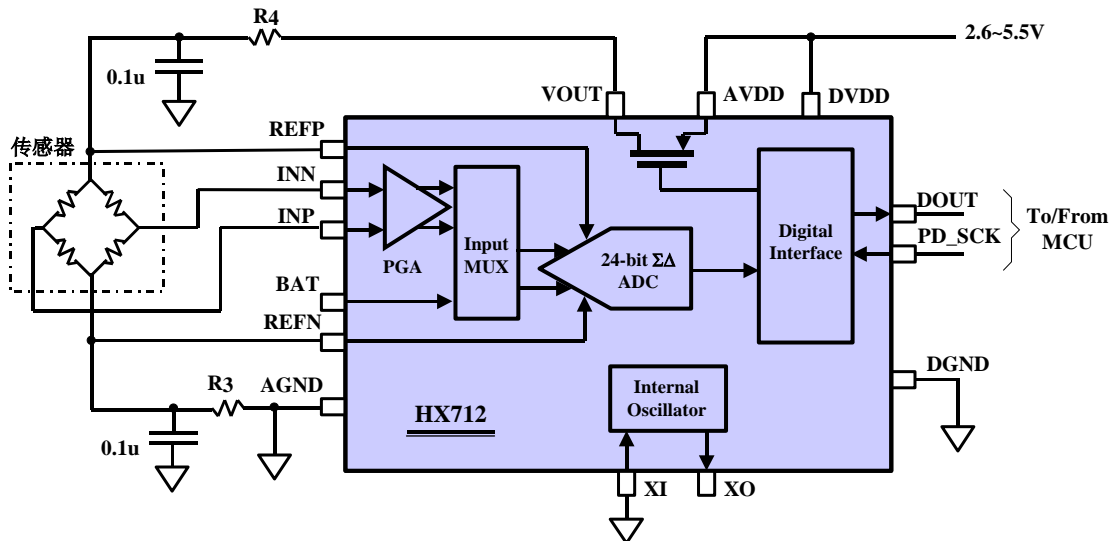 R4
2.6~5.5V
0.1u
VOUT
AVDD
DVDD
REFP
传感器
INN
INP
BAT
REFN
PGA
Input
MUX
24-bit ΣΔ
ADC
Digital
Interface
DOUT
PD_SCK
To/From
MCU
R3
AGND
DGND
0.1u
HX712
Internal
Oscillator
XI
XO